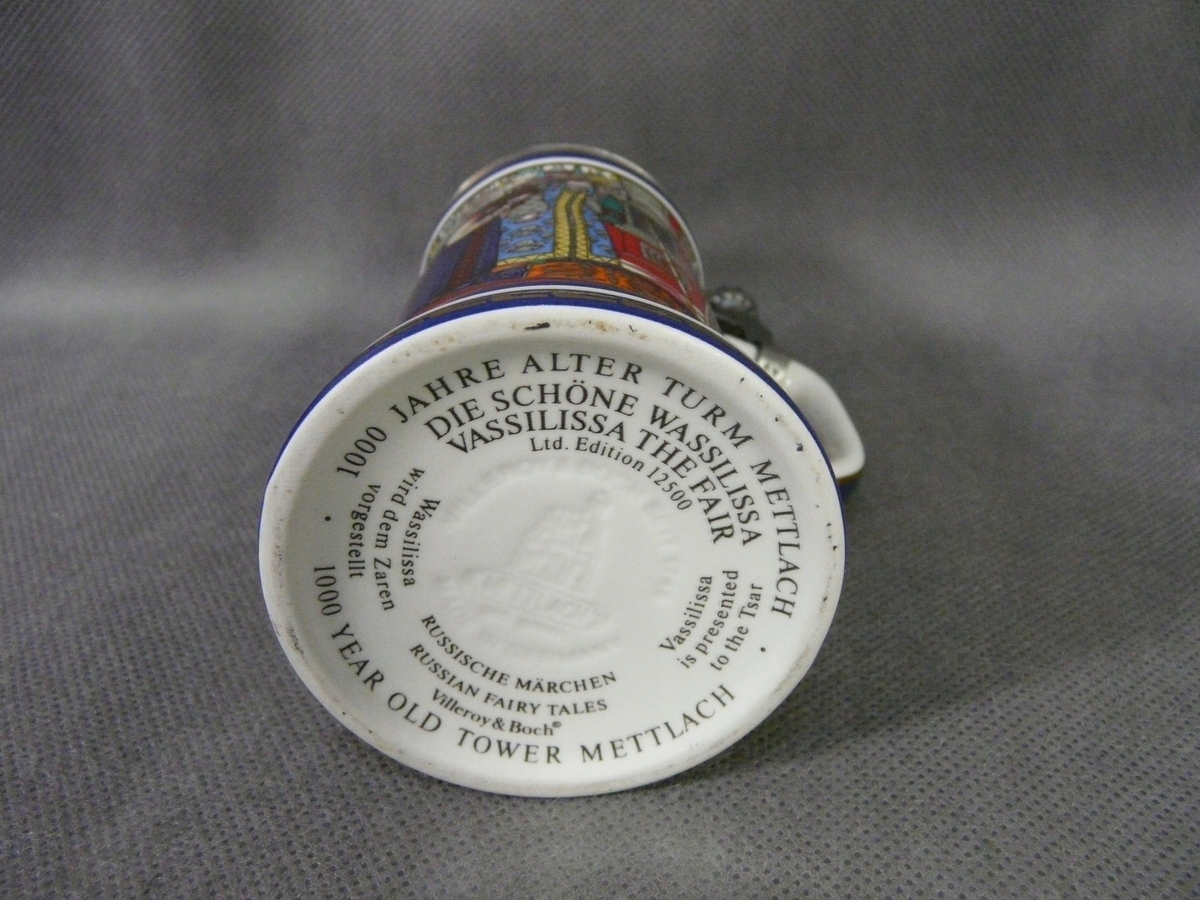 1000 JAHRE ALTER TURM METTLACH
DIE SCHÖNE WASSILISSA
VASSILISSA THE FAIR
Ltd. Edition 12500
Wassilissa
wird dem Zaren
vorgestellt
Vassilissa
is presented
to the Tsar
RUSSISCHE MÄRCHEN
RUSSIAN FAIRY TALES
Villeroy & Boch©
1000 YEAR OLD TOWER METTLACH